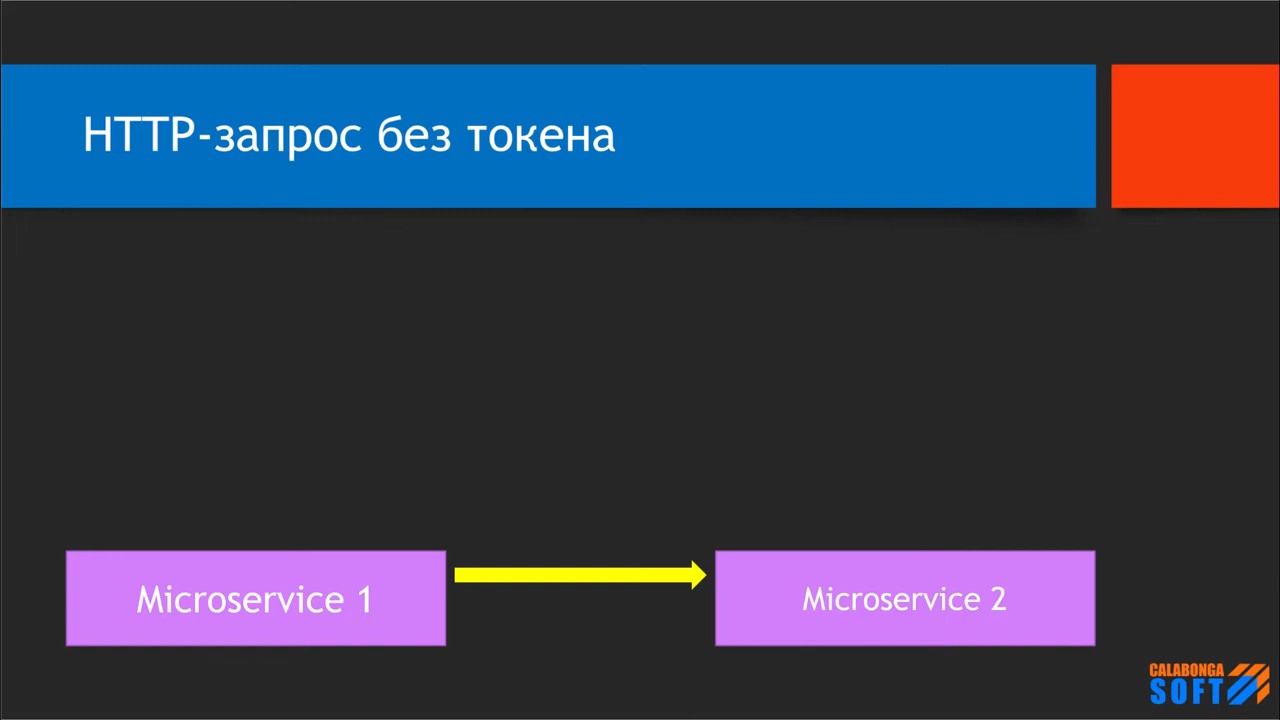 HTTP-запрос без токена
Microservice 1
Microservice 2
CALABONGA
SOFT